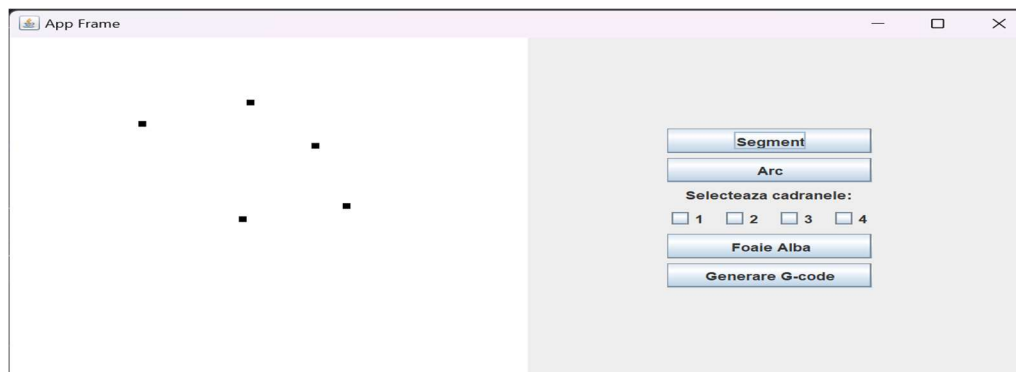 App Frame
Segment
Arc
Selecteaza cadranele:
1 2 3 4
Foaie Alba
Generare G-code